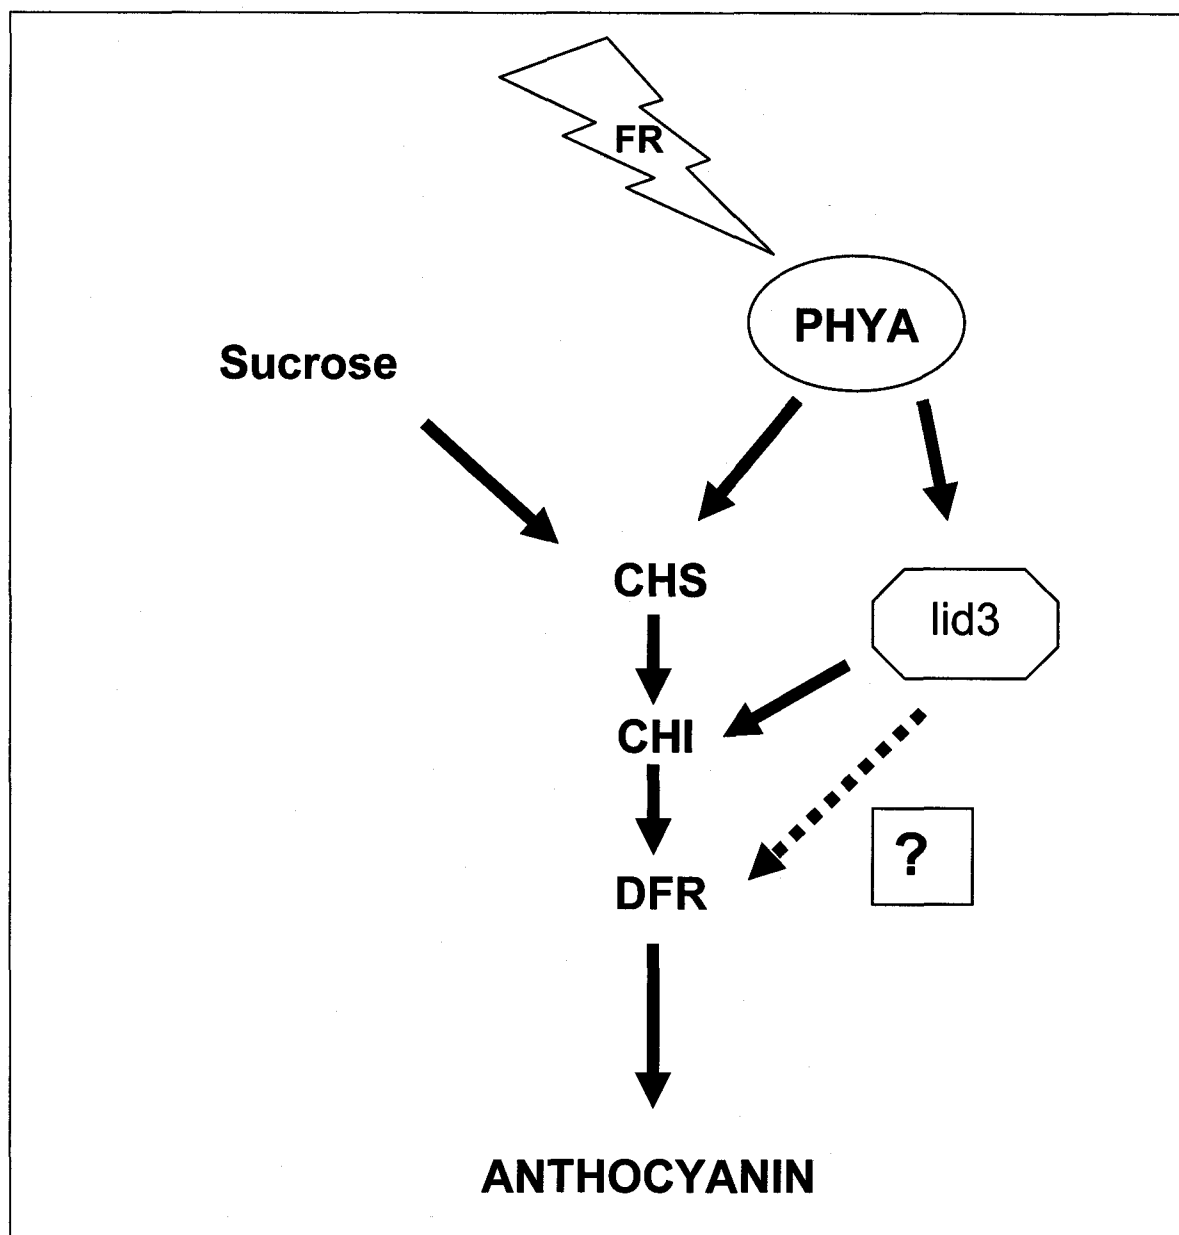 FR
PHYA
Sucrose
CHS
lid3
CHI
?
DFR
ANTHOCYANIN